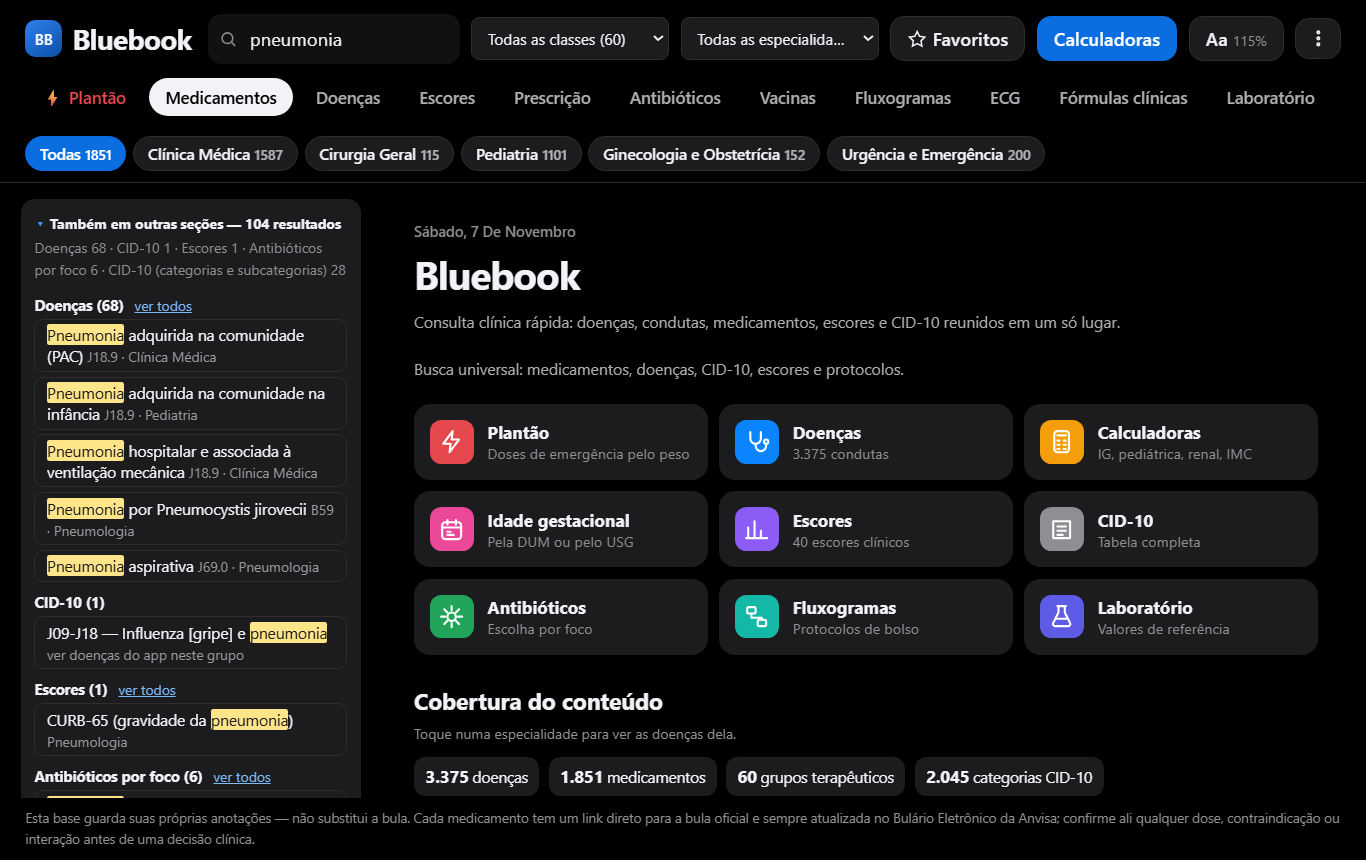 BB Bluebook pneumonia Todas as classes (60) Todas as especialida... Favoritos Calculadoras Aa 115%
Plantão Medicamentos Doenças Escores Prescrição Antibióticos Vacinas Fluxogramas ECG Fórmulas clínicas Laboratório
Todas 1851 Clínica Médica 1587 Cirurgia Geral 115 Pediatria 1101 Ginecologia e Obstetrícia 152 Urgência e Emergência 200
Também em outras seções — 104 resultados
Doenças 68 · CID-10 1 · Escores 1 · Antibióticos
por foco 6 · CID-10 (categorias e subcategorias) 28
Doenças (68) ver todos
Pneumonia adquirida na comunidade
(PAC) J18.9 · Clínica Médica
Pneumonia adquirida na comunidade na
infância J18.9 · Pediatria
Pneumonia hospitalar e associada à
ventilação mecânica J18.9 · Clínica Médica
Pneumonia por Pneumocystis jirovecii B59
· Pneumologia
Pneumonia aspirativa J69.0 · Pneumologia
CID-10 (1)
J09-J18 — Influenza [gripe] e pneumonia
ver doenças do app neste grupo
Escores (1) ver todos
CURB-65 (gravidade da pneumonia)
Pneumologia
Antibióticos por foco (6) ver todos
Sábado, 7 De Novembro
Bluebook
Consulta clínica rápida: doenças, condutas, medicamentos, escores e CID-10 reunidos em um só lugar.
Busca universal: medicamentos, doenças, CID-10, escores e protocolos.
Plantão
Doses de emergência pelo peso
Doenças
3.375 condutas
Calculadoras
IG, pediátrica, renal, IMC
Idade gestacional
Pela DUM ou pelo USG
Escores
40 escores clínicos
CID-10
Tabela completa
Antibióticos
Escolha por foco
Fluxogramas
Protocolos de bolso
Laboratório
Valores de referência
Cobertura do conteúdo
Toque numa especialidade para ver as doenças dela.
3.375 doenças 1.851 medicamentos 60 grupos terapêuticos 2.045 categorias CID-10
Esta base guarda suas próprias anotações — não substitui a bula. Cada medicamento tem um link direto para a bula oficial e sempre atualizada no Bulário Eletrônico da Anvisa; confirme ali qualquer dose, contraindicação ou
interação antes de uma decisão clínica.